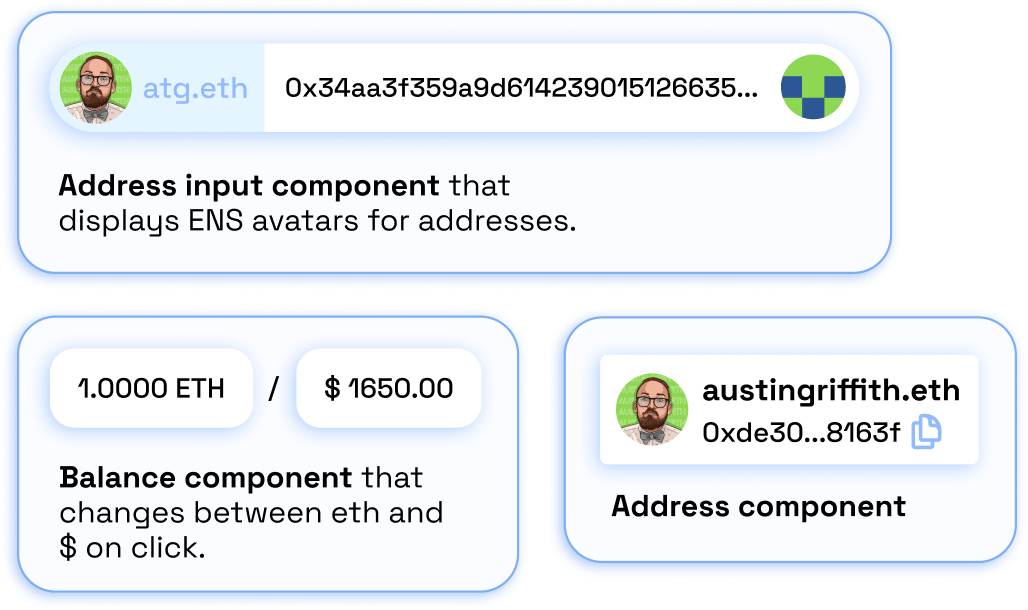 atg.eth 0x34aa3f359a9d614239015126635...
Address input component that
displays ENS avatars for addresses.
1.0000 ETH / $ 1650.00
Balance component that
changes between eth and
$ on click.
austingriffith.eth
0xde30...8163f
Address component